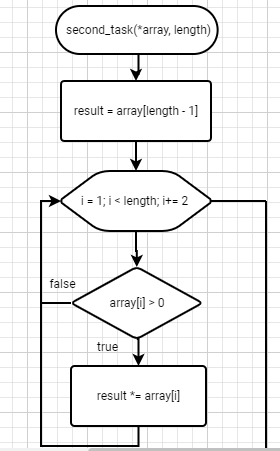 second_task(*array, length)
result = array[length - 1]
i = 1; i < length; i+= 2
false
array[i] > 0
true
result *= array[i]